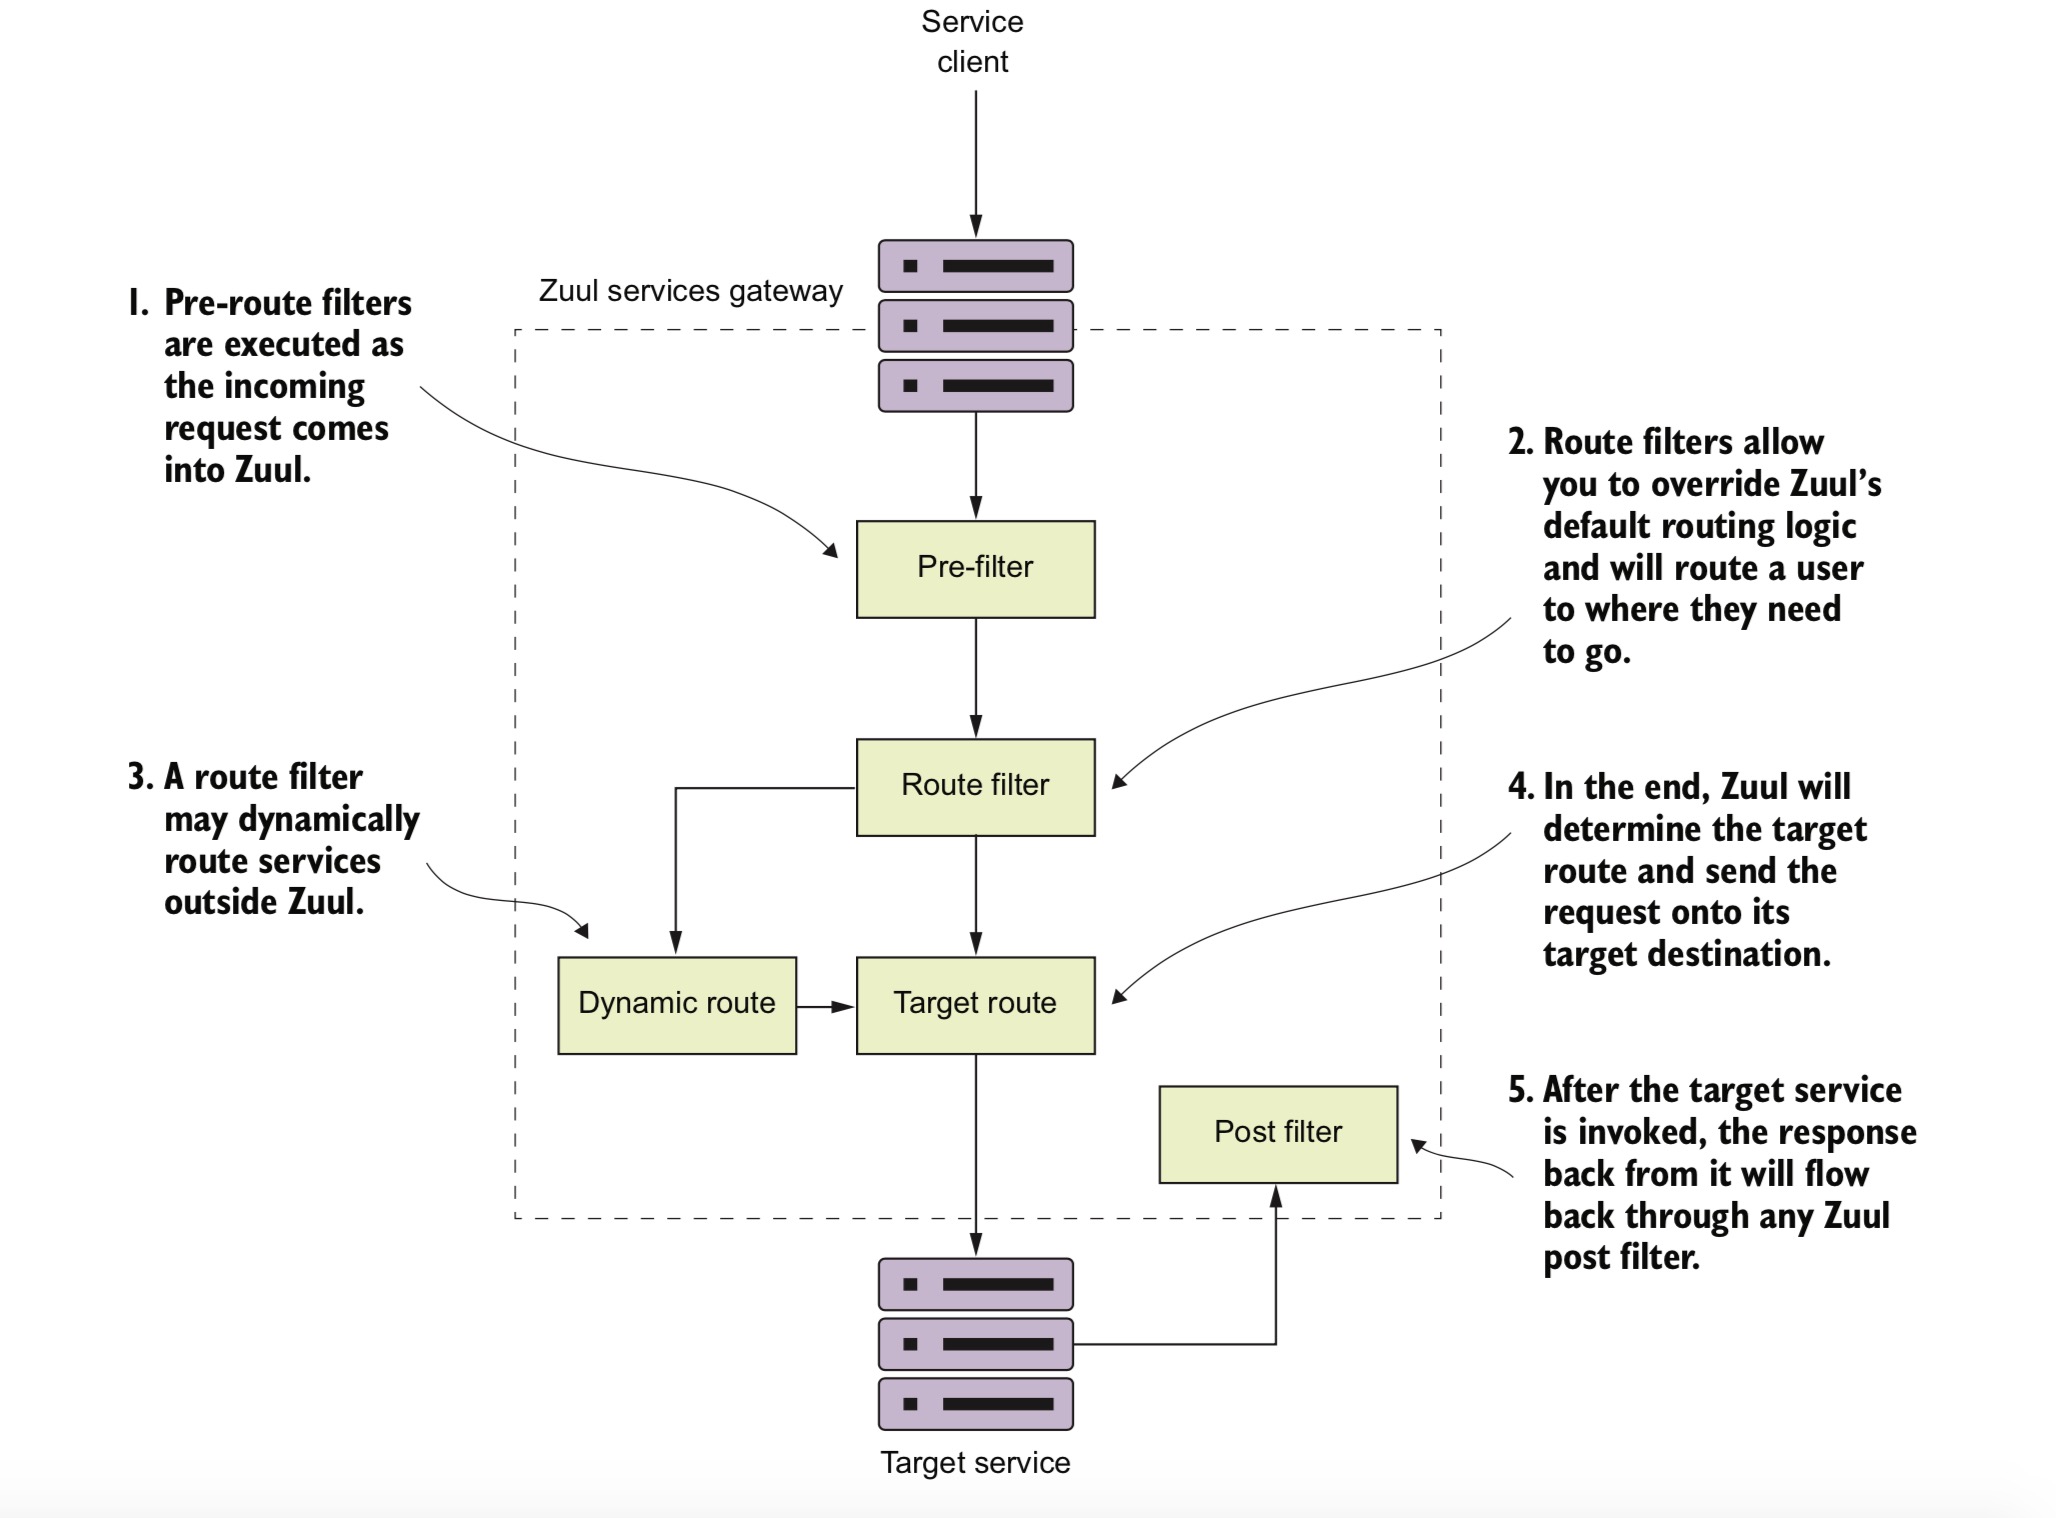 Service
client
Zuul services gateway
1. Pre-route filters
are executed as
the incoming
request comes
into Zuul.
2. Route filters allow
you to override Zuul’s
default routing logic
and will route a user
to where they need
to go.
Pre-filter
Route filter
3. A route filter
may dynamically
route services
outside Zuul.
4. In the end, Zuul will
determine the target
route and send the
request onto its
target destination.
Dynamic route
Target route
5. After the target service
is invoked, the response
back from it will flow
back through any Zuul
post filter.
Post filter
Target service